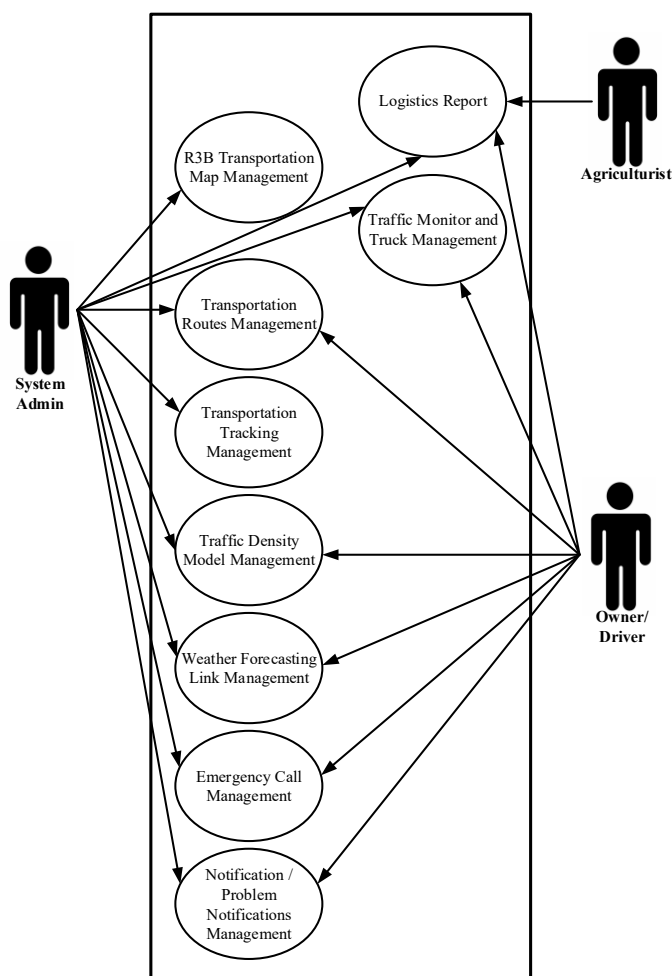 Logistics Report
Agriculturist
R3B Transportation
Map Management
Traffic Monitor and
Truck Management
System
Admin
Transportation
Routes Management
Transportation
Tracking
Management
Traffic Density
Model Management
Owner/
Driver
Weather Forecasting
Link Management
Emergency Call
Management
Notification /
Problem
Notifications
Management